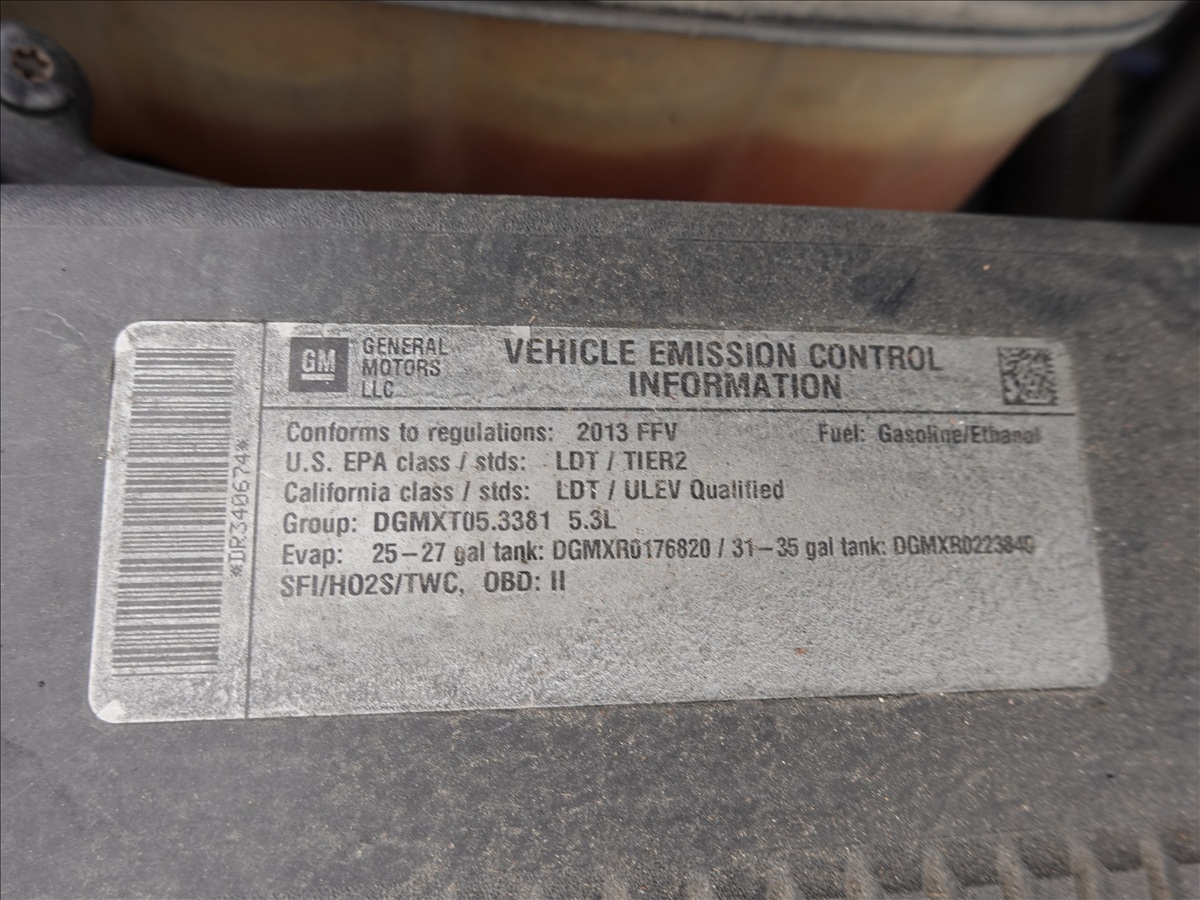 GM
GENERAL
MOTORS
LLC
VEHICLE EMISSION CONTROL
INFORMATION
Conforms to regulations: 2013 FFV
Fuel: Gasoline/Ethanol
U.S. EPA class / stds: LDT / TIER2
California class / stds: LDT / ULEV Qualified
Group: DGMXT05.3381 5.3L
Evap: 25-27 gal tank: DGMXR0176820 / 31-35 gal tank:
SFI/HO2S/TWC, OBD: II
*DR340674*